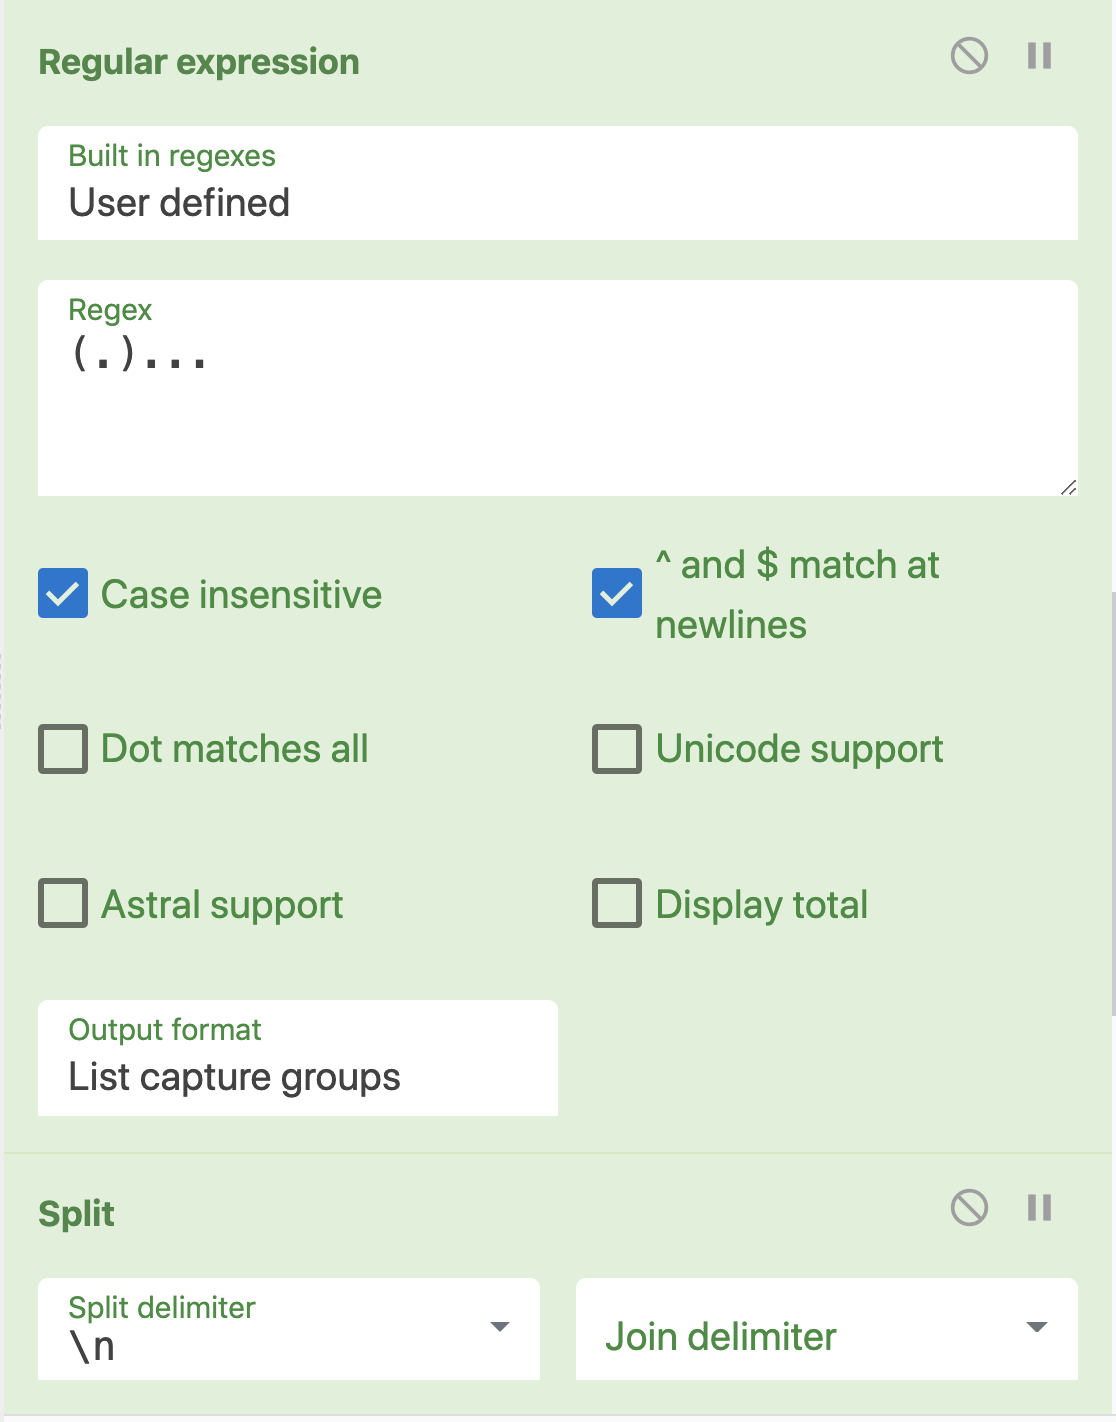 Regular expression
Built in regexes
User defined
Regex
(.)...
Case insensitive
^ and $ match at
newlines
Dot matches all
Unicode support
Astral support
Display total
Output format
List capture groups
Split
Split delimiter
\n
Join delimiter